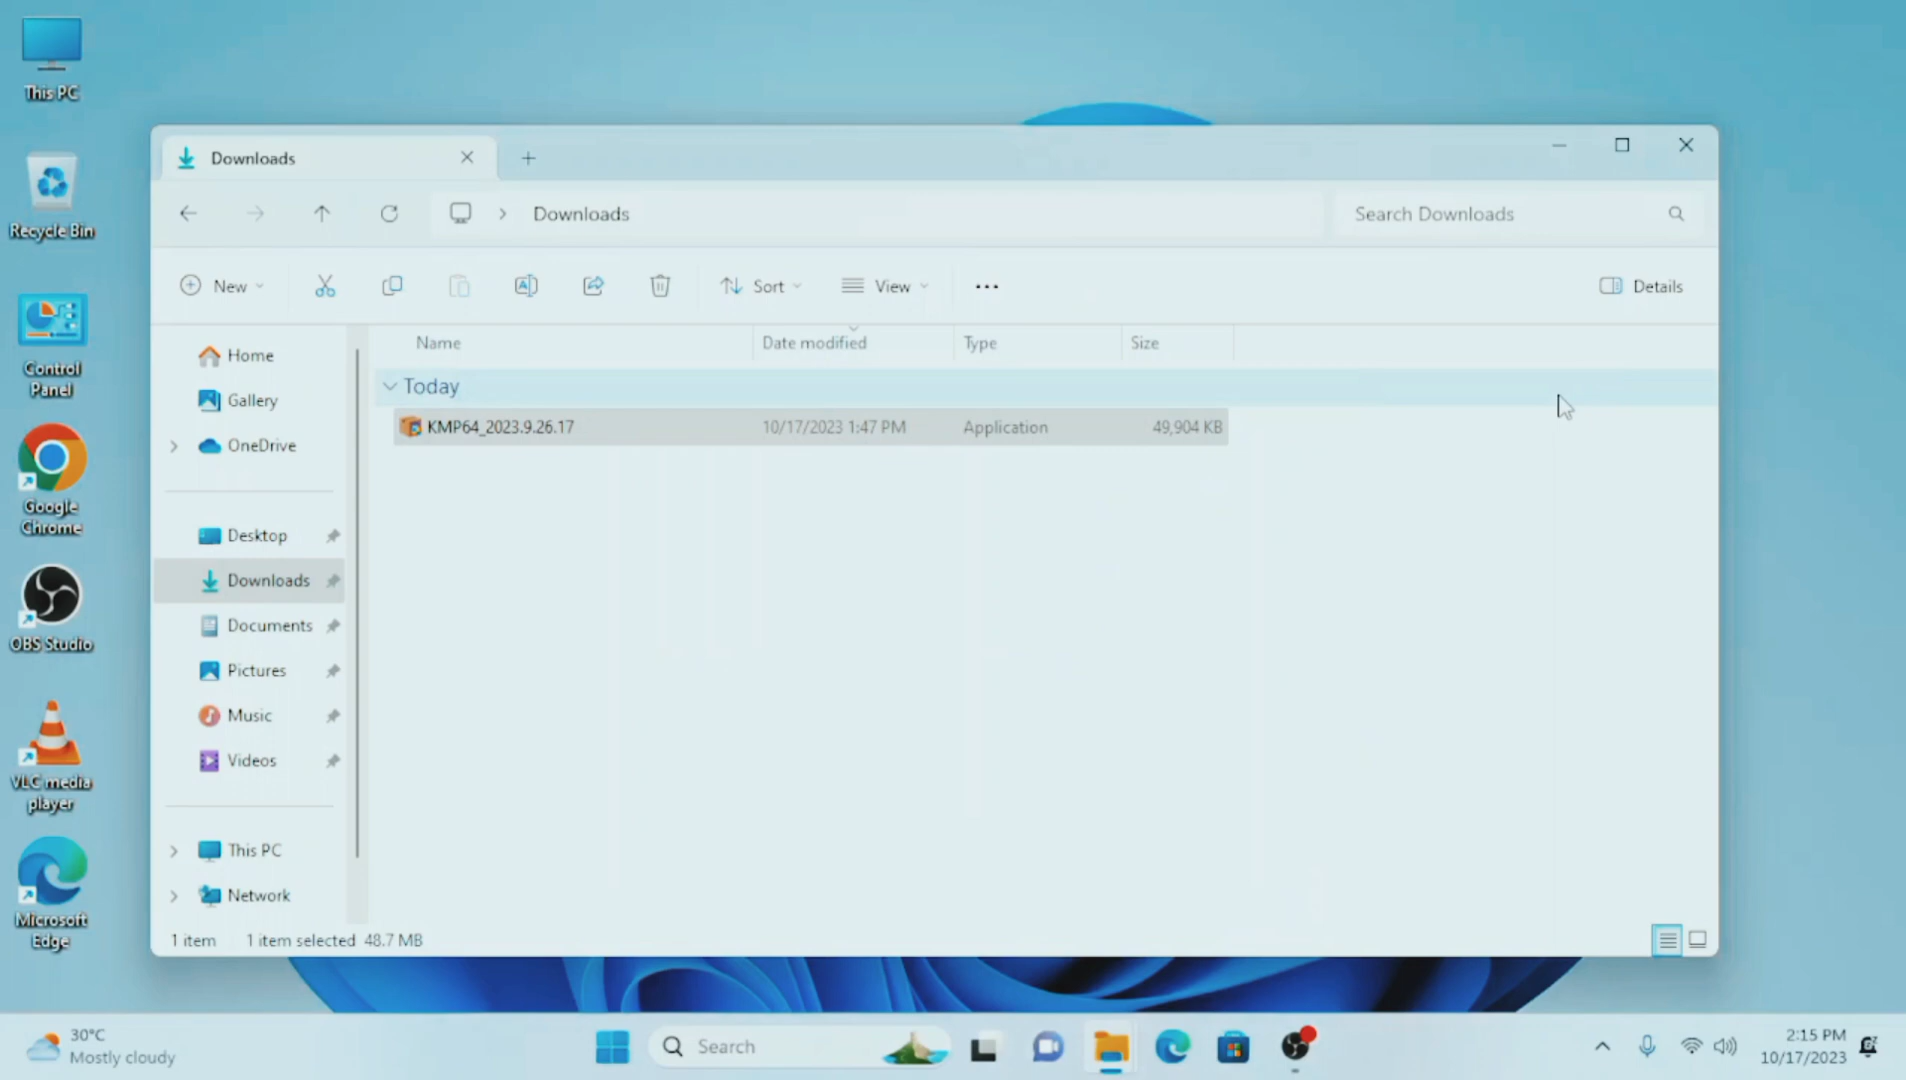 This PC
Recycle Bin
Control
Panel
Google
Chrome
OBS Studio
VLC media
player
Microsoft
Edge
Downloads
Downloads
Search Downloads
New
Sort
View
Details
Name Date modified Type Size
Today
KMP64_2023.9.26.17 10/17/2023 1:47 PM Application 49,904 KB
Home
Gallery
OneDrive
Desktop
Downloads
Documents
Pictures
Music
Videos
This PC
Network
1 item 1 item selected 48.7 MB
30°C
Mostly cloudy
Search
2:15 PM
10/17/2023